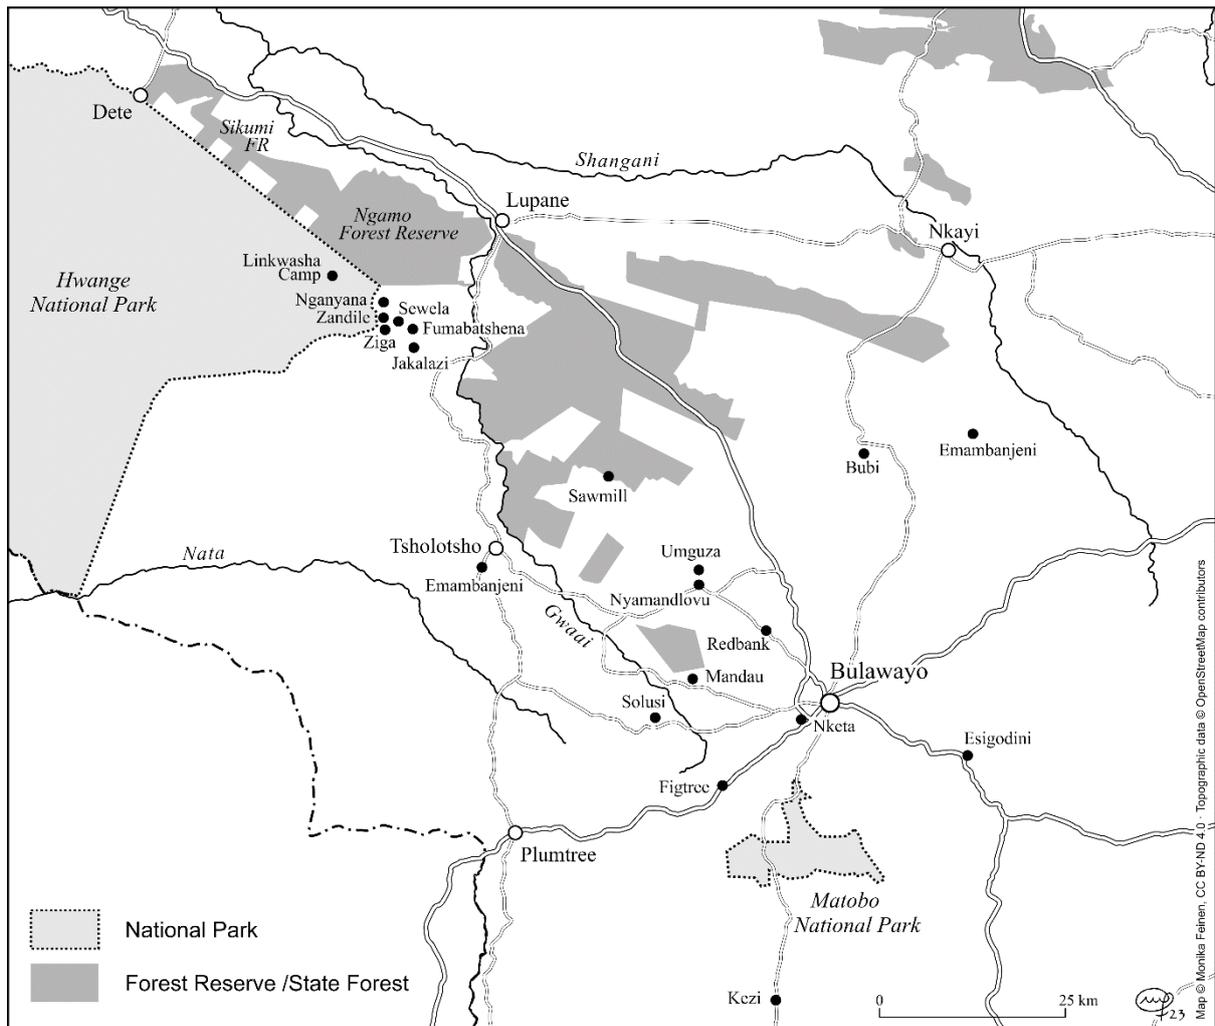 Dete
Sikumi
FR
Shangani
Ngamo
Forest Reserve
Lupane
Nkayi
Linkwasha
Camp
Hwange
National Park
Nganyana
Zandile
Sewela
Fumabatshena
Ziga
Jakalazi
Emambanjeni
Bubi
Sawmill
Tsholotsho
Nata
Emambanjeni
Umguza
Nyamandlovu
Gwaai
Redbank
Mandau
Bulawayo
Solusi
Nketa
Esigodini
Figtree
Plumtree
Matobo
National Park
Kezi
National Park
Forest Reserve /State Forest
0 25 km
23
Map © Monika Feinen, CC BY-ND 4.0 · Topographic data © OpenStreetMap contributors